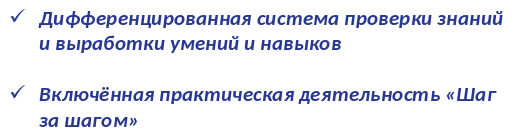 ✓ Дифференцированная система проверки знаний
и выработки умений и навыков
✓ Включённая практическая деятельность «Шаг
за шагом»